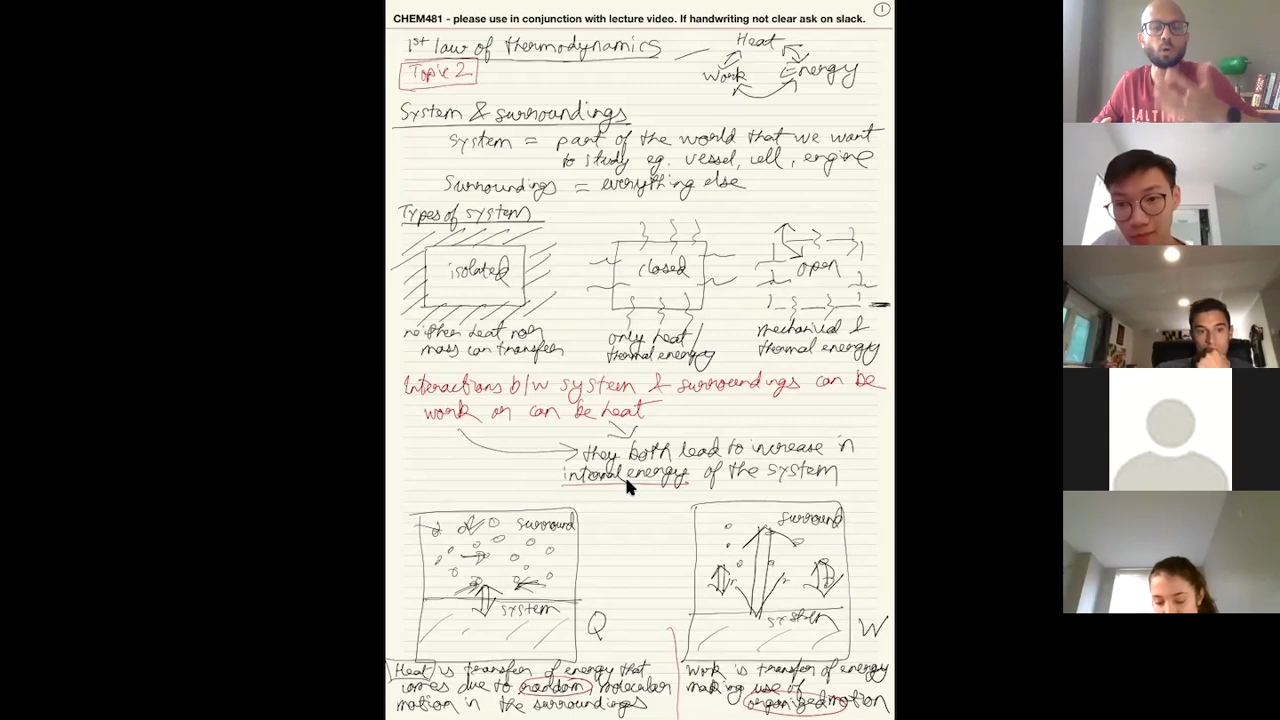 CHEM481 - please use in conjunction with lecture video. If handwriting not clear ask on slack.
1
1st law of thermodynamics
Heat
Work Energy
Topic 2
System & surroundings
System = part of the world that we want
to study eg. vessel, cell, engine
Surroundings = everything else
Types of system
isolated
closed
open
neither heat nor
mass can transfer
only heat/
thermal energy
mechanical &
thermal energy
Interactions b/w system & surroundings can be
work or can be heat
they both lead to increase in
internal energy of the system
surround
system
Q
surround
system
W
Heat is transfer of energy that
comes due to random molecular
motion in the surroundings
Work is transfer of energy
making use of
organized motion